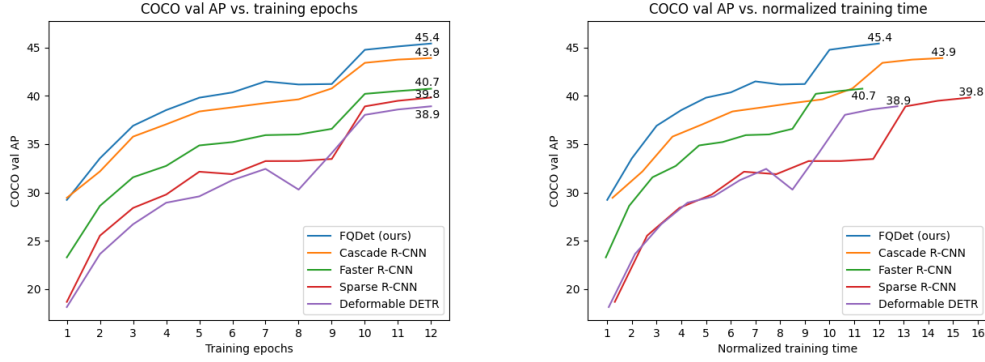 COCO val AP vs. training epochs
COCO val AP
45
40
35
30
25
20
45.4
43.9
40.7
39.8
38.9
FQDet (ours)
Cascade R-CNN
Faster R-CNN
Sparse R-CNN
Deformable DETR
1 2 3 4 5 6 7 8 9 10 11 12
Training epochs
COCO val AP vs. normalized training time
COCO val AP
45
40
35
30
25
20
45.4
43.9
40.7
38.9
39.8
FQDet (ours)
Cascade R-CNN
Faster R-CNN
Sparse R-CNN
Deformable DETR
1 2 3 4 5 6 7 8 9 10 11 12 13 14 15 16
Normalized training time